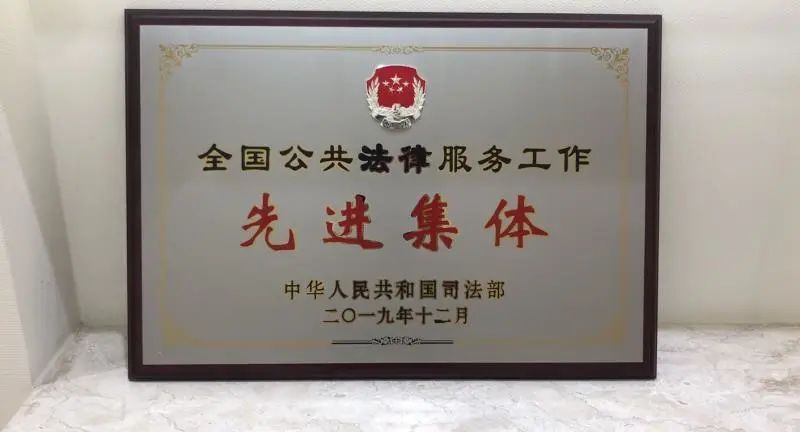 全国公共法律服务工作
先进集体
中华人民共和国司法部
二〇一九年十二月